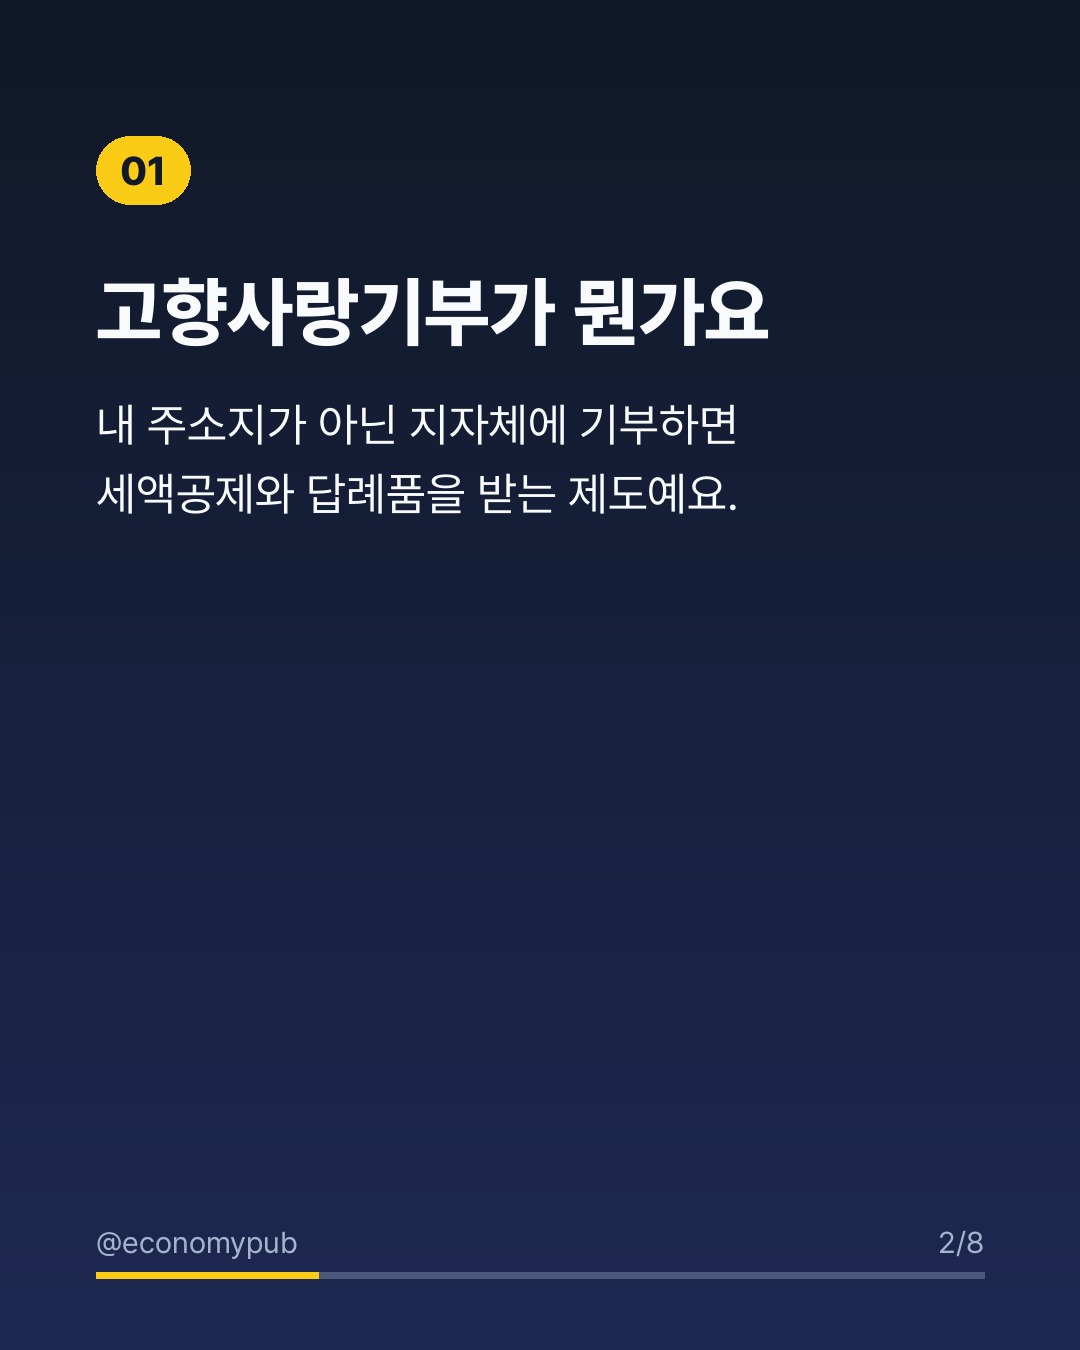 01
고향사랑기부가 뭔가요
내 주소지가 아닌 지자체에 기부하면
세액공제와 답례품을 받는 제도예요.
@economypub
2/8